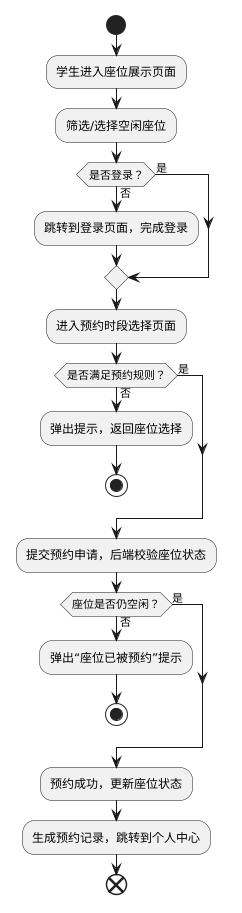 学生进入座位展示页面
筛选/选择空闲座位
是否登录？
是
否
跳转到登录页面，完成登录
进入预约时段选择页面
是否满足预约规则？
是
否
弹出提示，返回座位选择
提交预约申请，后端校验座位状态
座位是否仍空闲？
是
否
弹出“座位已被预约”提示
预约成功，更新座位状态
生成预约记录，跳转到个人中心